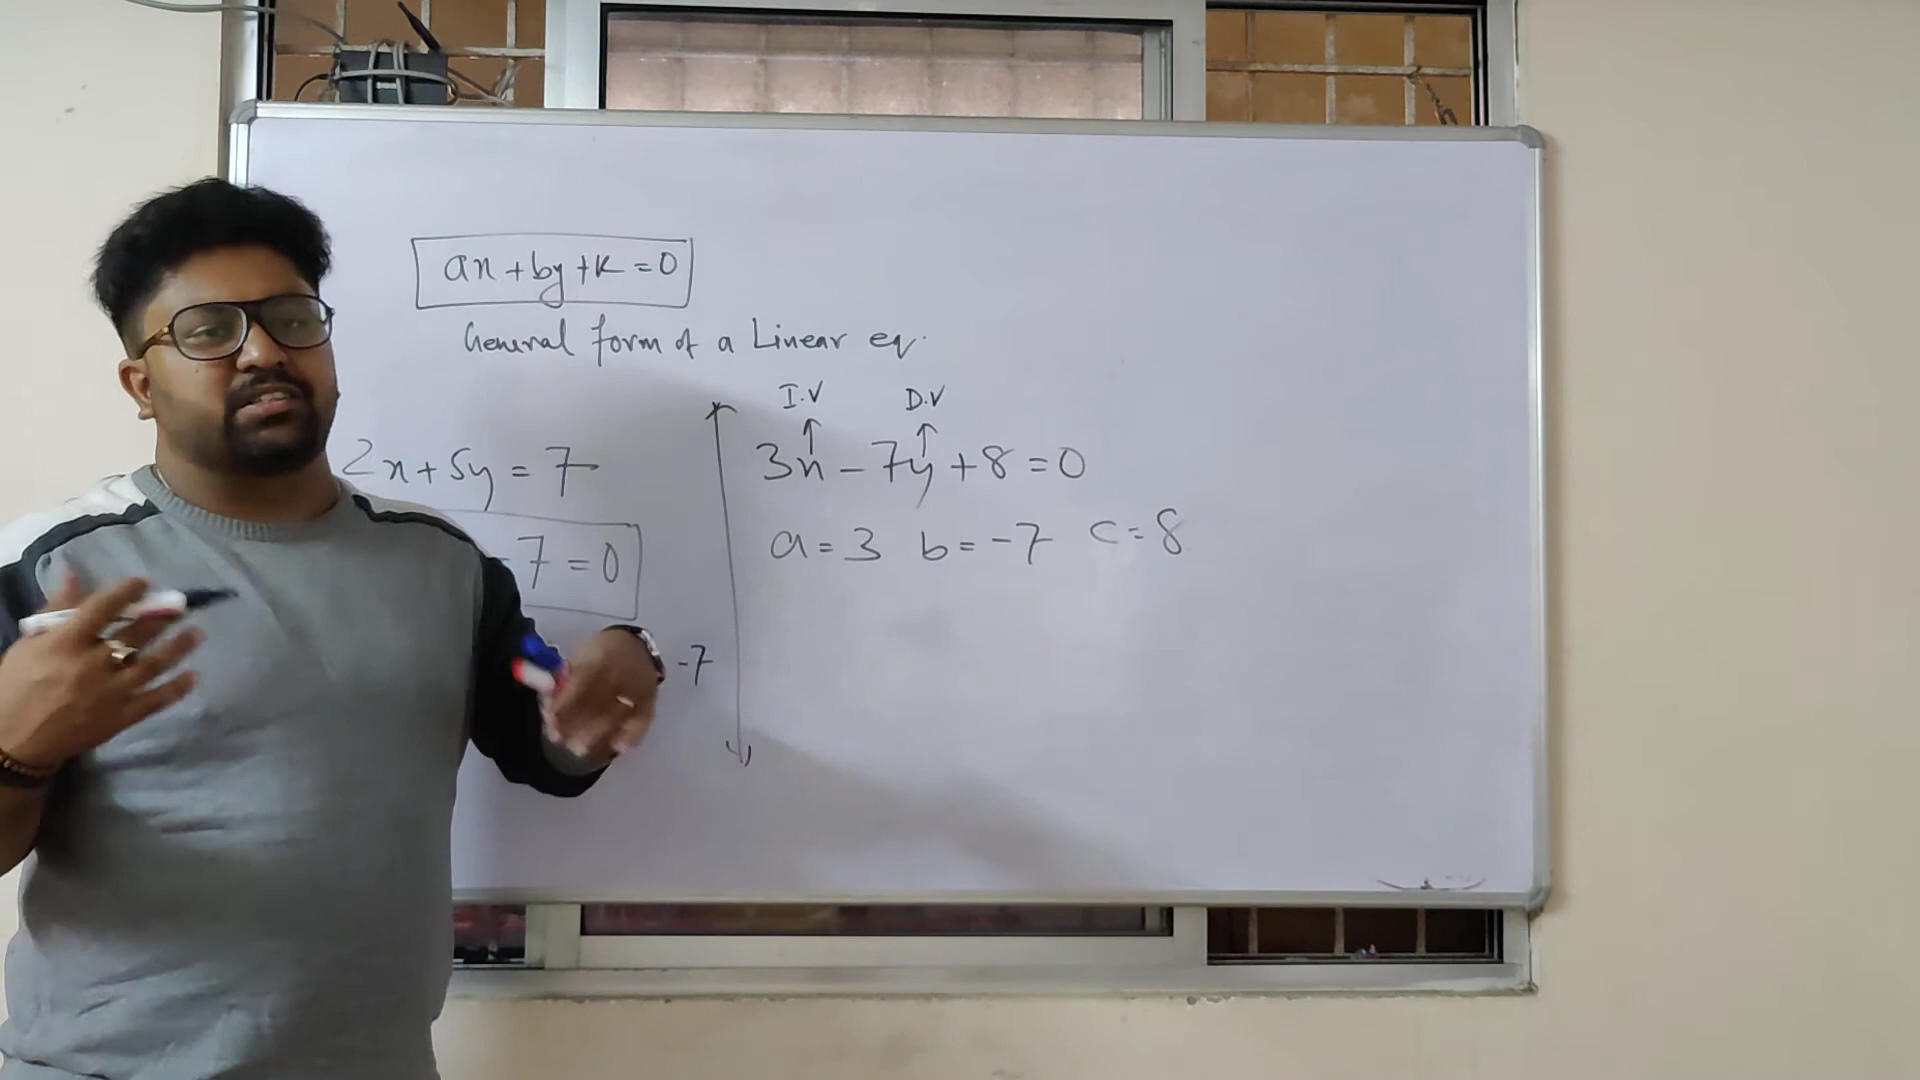 ax + by + k = 0
General form of a Linear eq.
2x + 5y = 7
- 7 = 0
-7
I.V D.V
3x - 7y + 8 = 0
a = 3 b = -7 c = 8